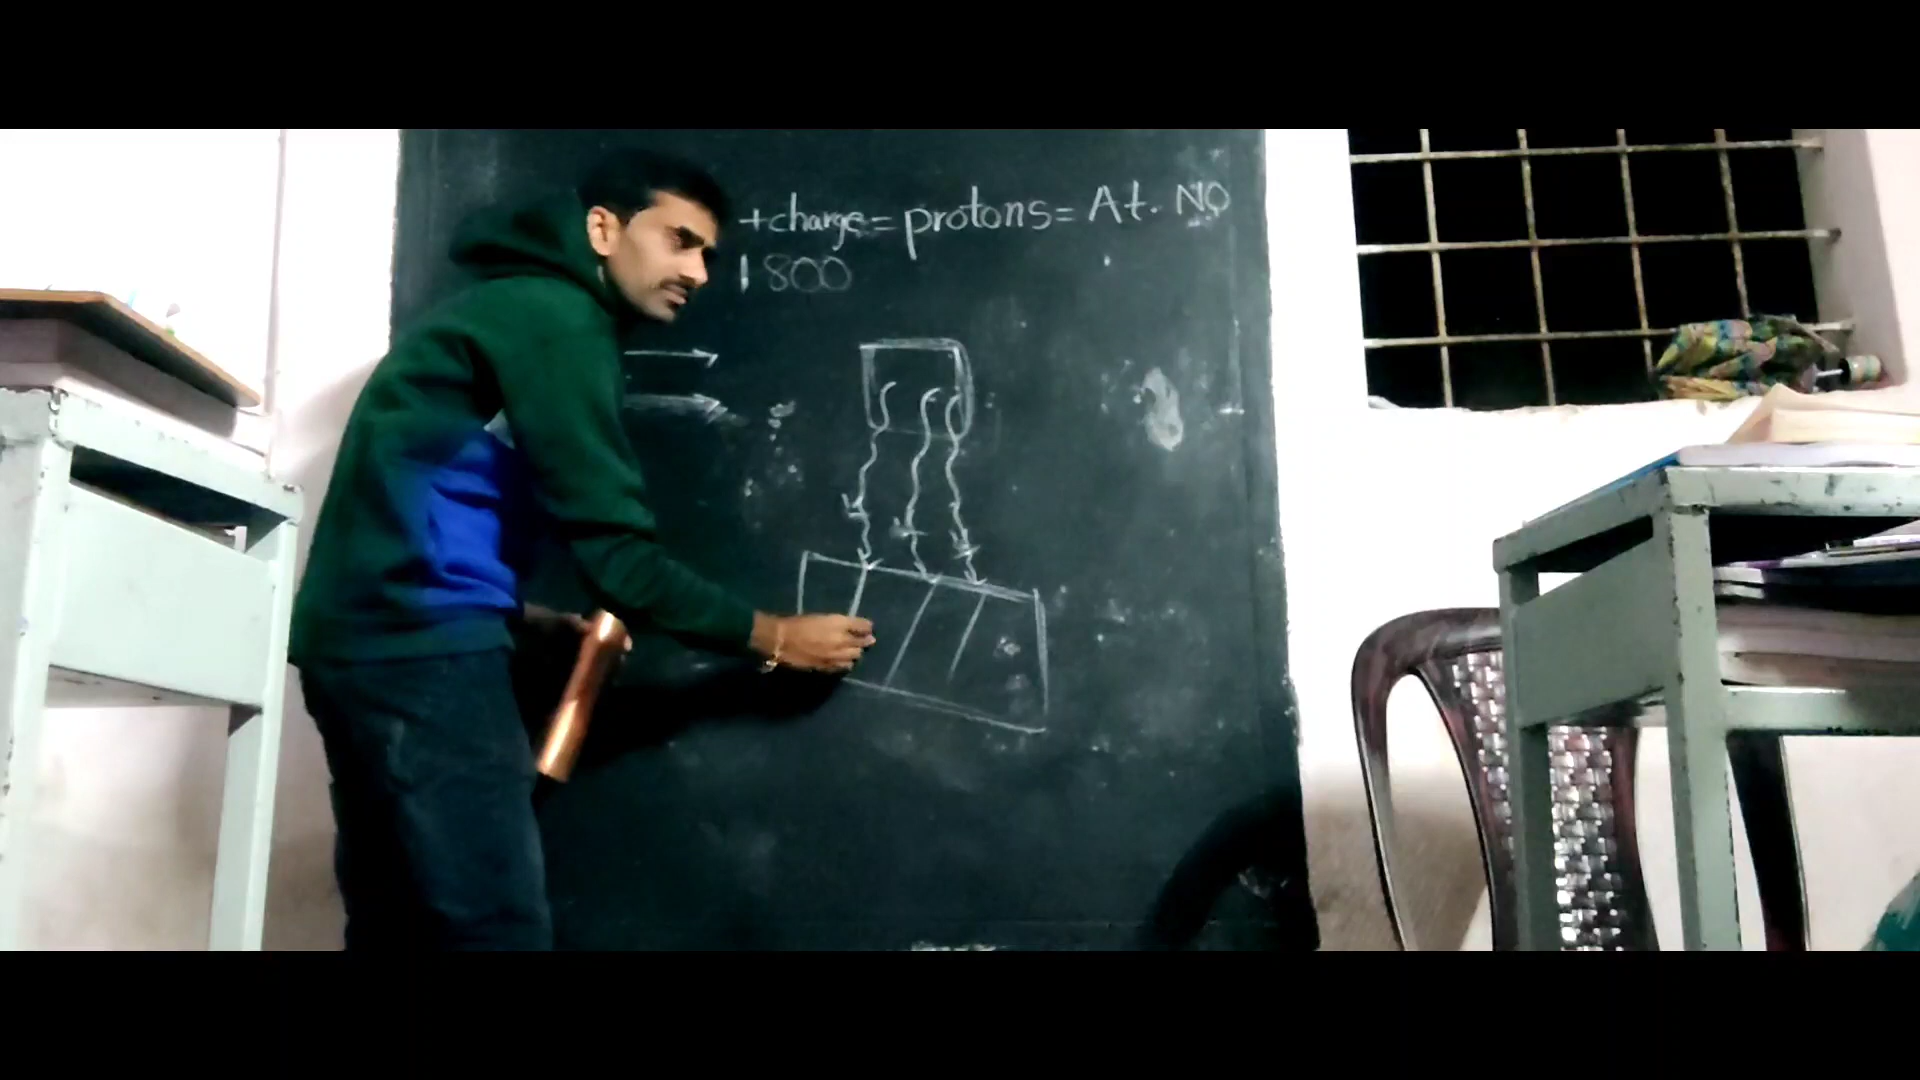 +charge = protons = At. NO
1800